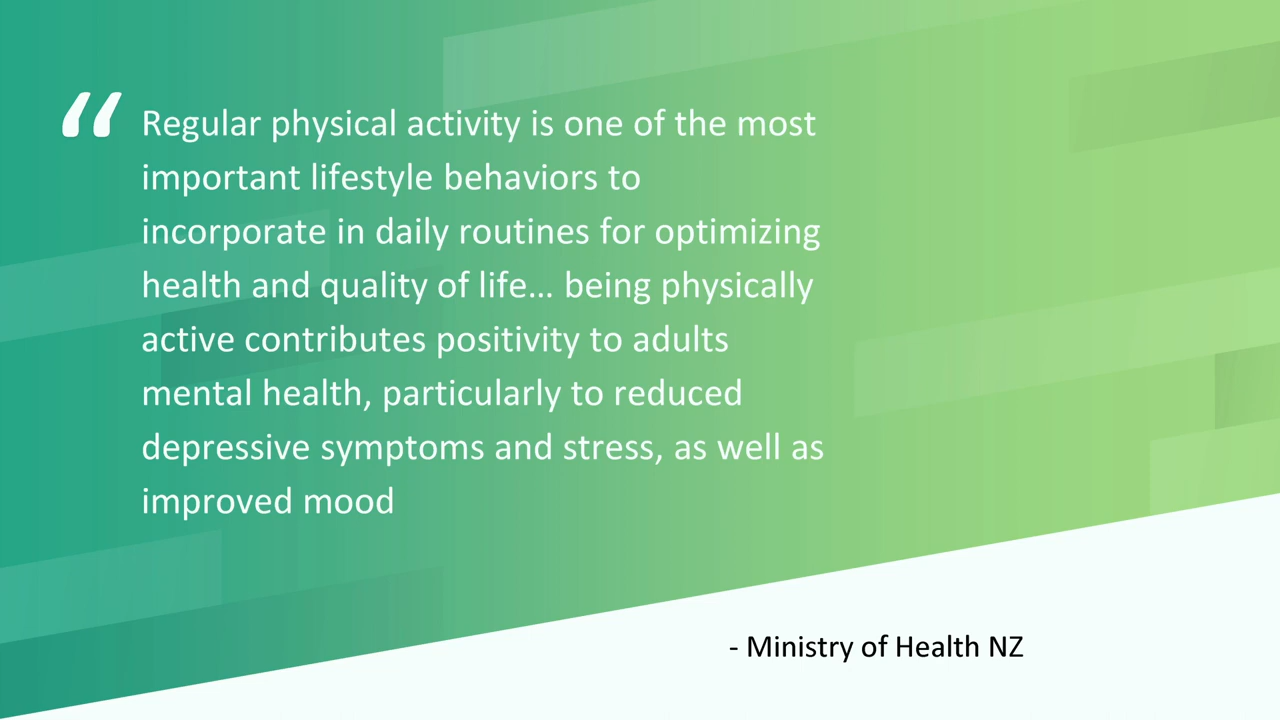 “ Regular physical activity is one of the most
important lifestyle behaviors to
incorporate in daily routines for optimizing
health and quality of life… being physically
active contributes positivity to adults
mental health, particularly to reduced
depressive symptoms and stress, as well as
improved mood
- Ministry of Health NZ